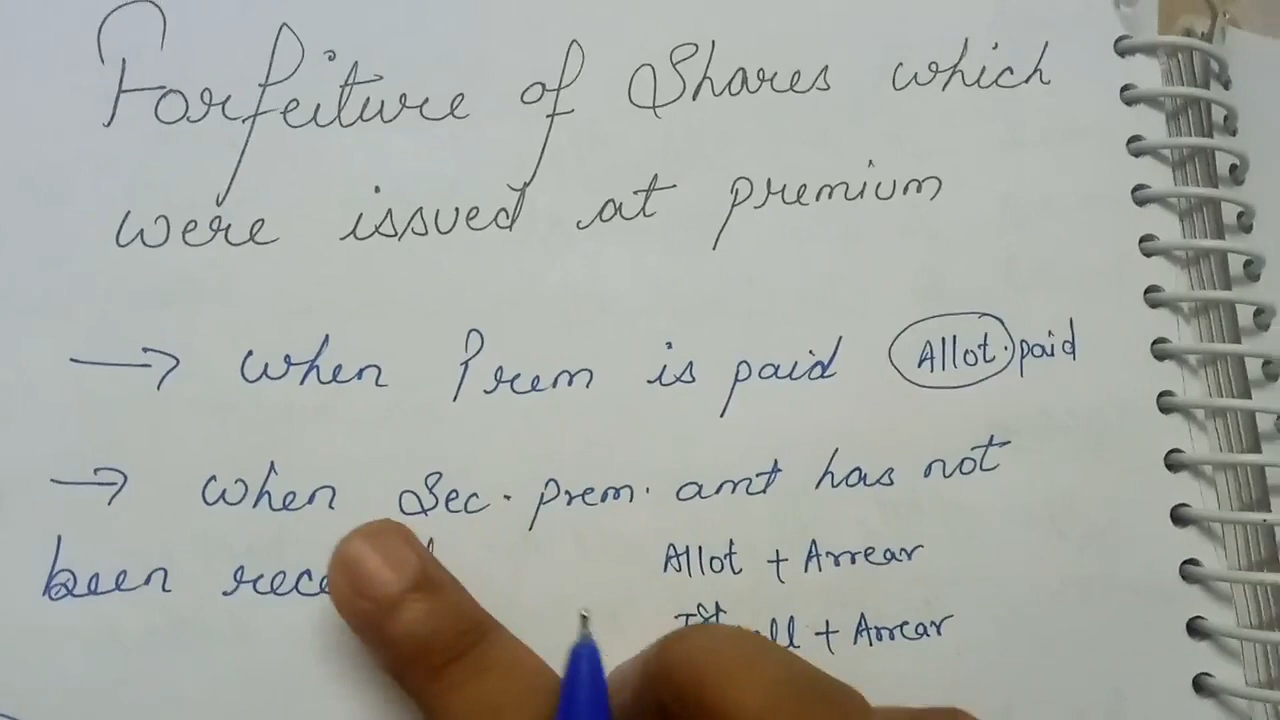 Forfeiture of Shares which
were issued at premium
→ when Prem is paid Allot. paid
→ when Sec. prem. amt has not
been
Allot + Arrear
+ Arrear